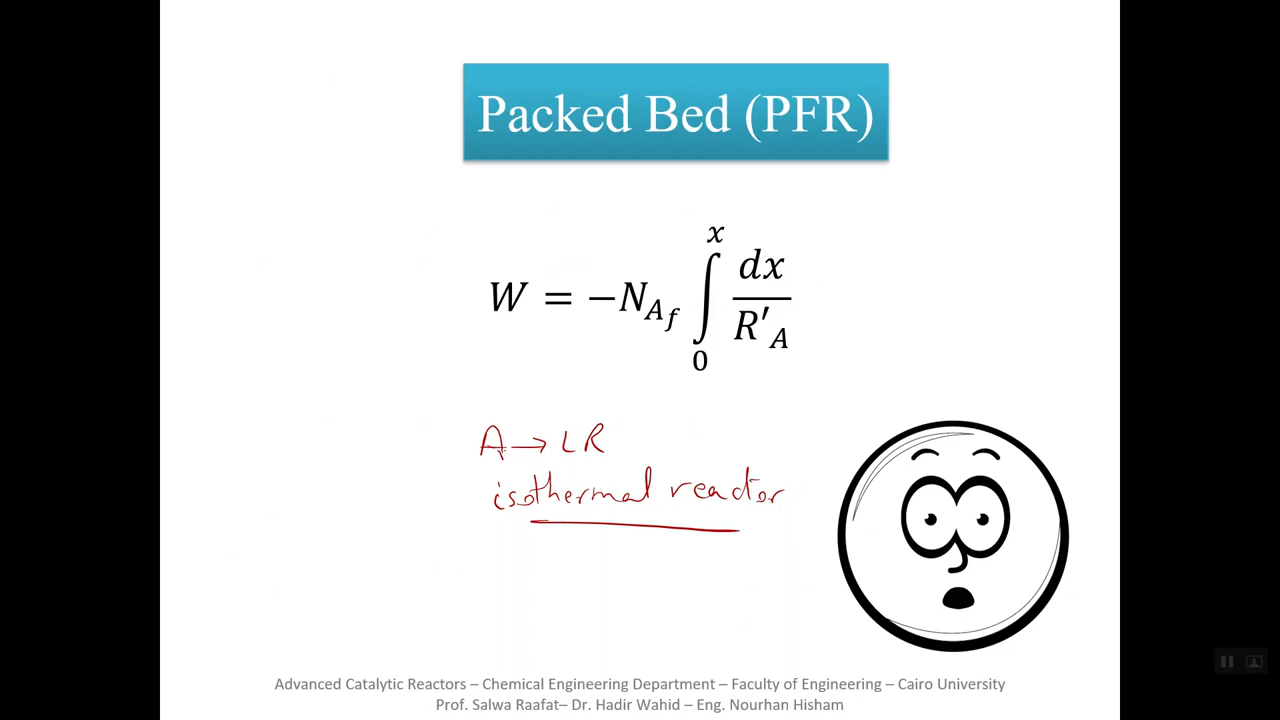 Packed Bed (PFR)
W = −N_{A_f} ∫_0^x dx / R'_A
A → LR
isothermal reactor
Advanced Catalytic Reactors – Chemical Engineering Department – Faculty of Engineering – Cairo University
Prof. Salwa Raafat– Dr. Hadir Wahid – Eng. Nourhan Hisham